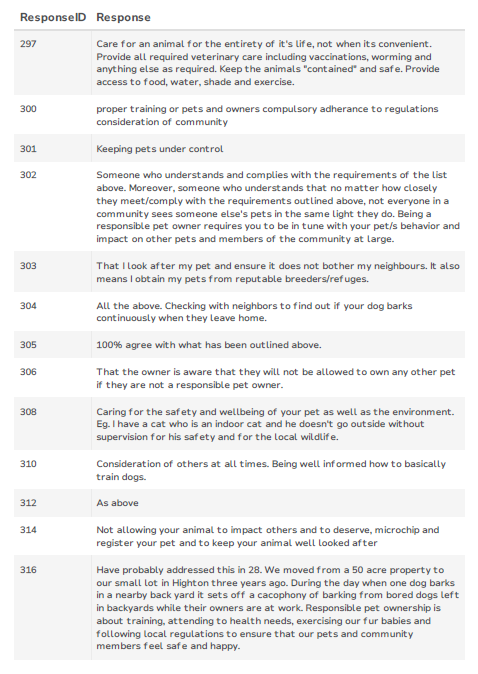 ResponseID Response
297 Care for an animal for the entirety of it's life, not when its convenient.
Provide all required veterinary care including vaccinations, worming and
anything else as required. Keep the animals "contained" and safe. Provide
access to food, water, shade and exercise.
300 proper training or pets and owners compulsory adherance to regulations
consideration of community
301 Keeping pets under control
302 Someone who understands and complies with the requirements of the list
above. Moreover, someone who understands that no matter how closely
they meet/comply with the requirements outlined above, not everyone in a
community sees someone else's pets in the same light they do. Being a
responsible pet owner requires you to be in tune with your pet/s behavior and
impact on other pets and members of the community at large.
303 That I look after my pet and ensure it does not bother my neighbours. It also
means I obtain my pets from reputable breeders/refuges.
304 All the above. Checking with neighbors to find out if your dog barks
continuously when they leave home.
305 100% agree with what has been outlined above.
306 That the owner is aware that they will not be allowed to own any other pet
if they are not a responsible pet owner.
308 Caring for the safety and wellbeing of your pet as well as the environment.
Eg. I have a cat who is an indoor cat and he doesn't go outside without
supervision for his safety and for the local wildlife.
310 Consideration of others at all times. Being well informed how to basically
train dogs.
312 As above
314 Not allowing your animal to impact others and to deserve, microchip and
register your pet and to keep your animal well looked after
316 Have probably addressed this in 28. We moved from a 50 acre property to
our small lot in Highton three years ago. During the day when one dog barks
in a nearby back yard it sets off a cacophony of barking from bored dogs left
in backyards while their owners are at work. Responsible pet ownership is
about training, attending to health needs, exercising our fur babies and
following local regulations to ensure that our pets and community
members feel safe and happy.